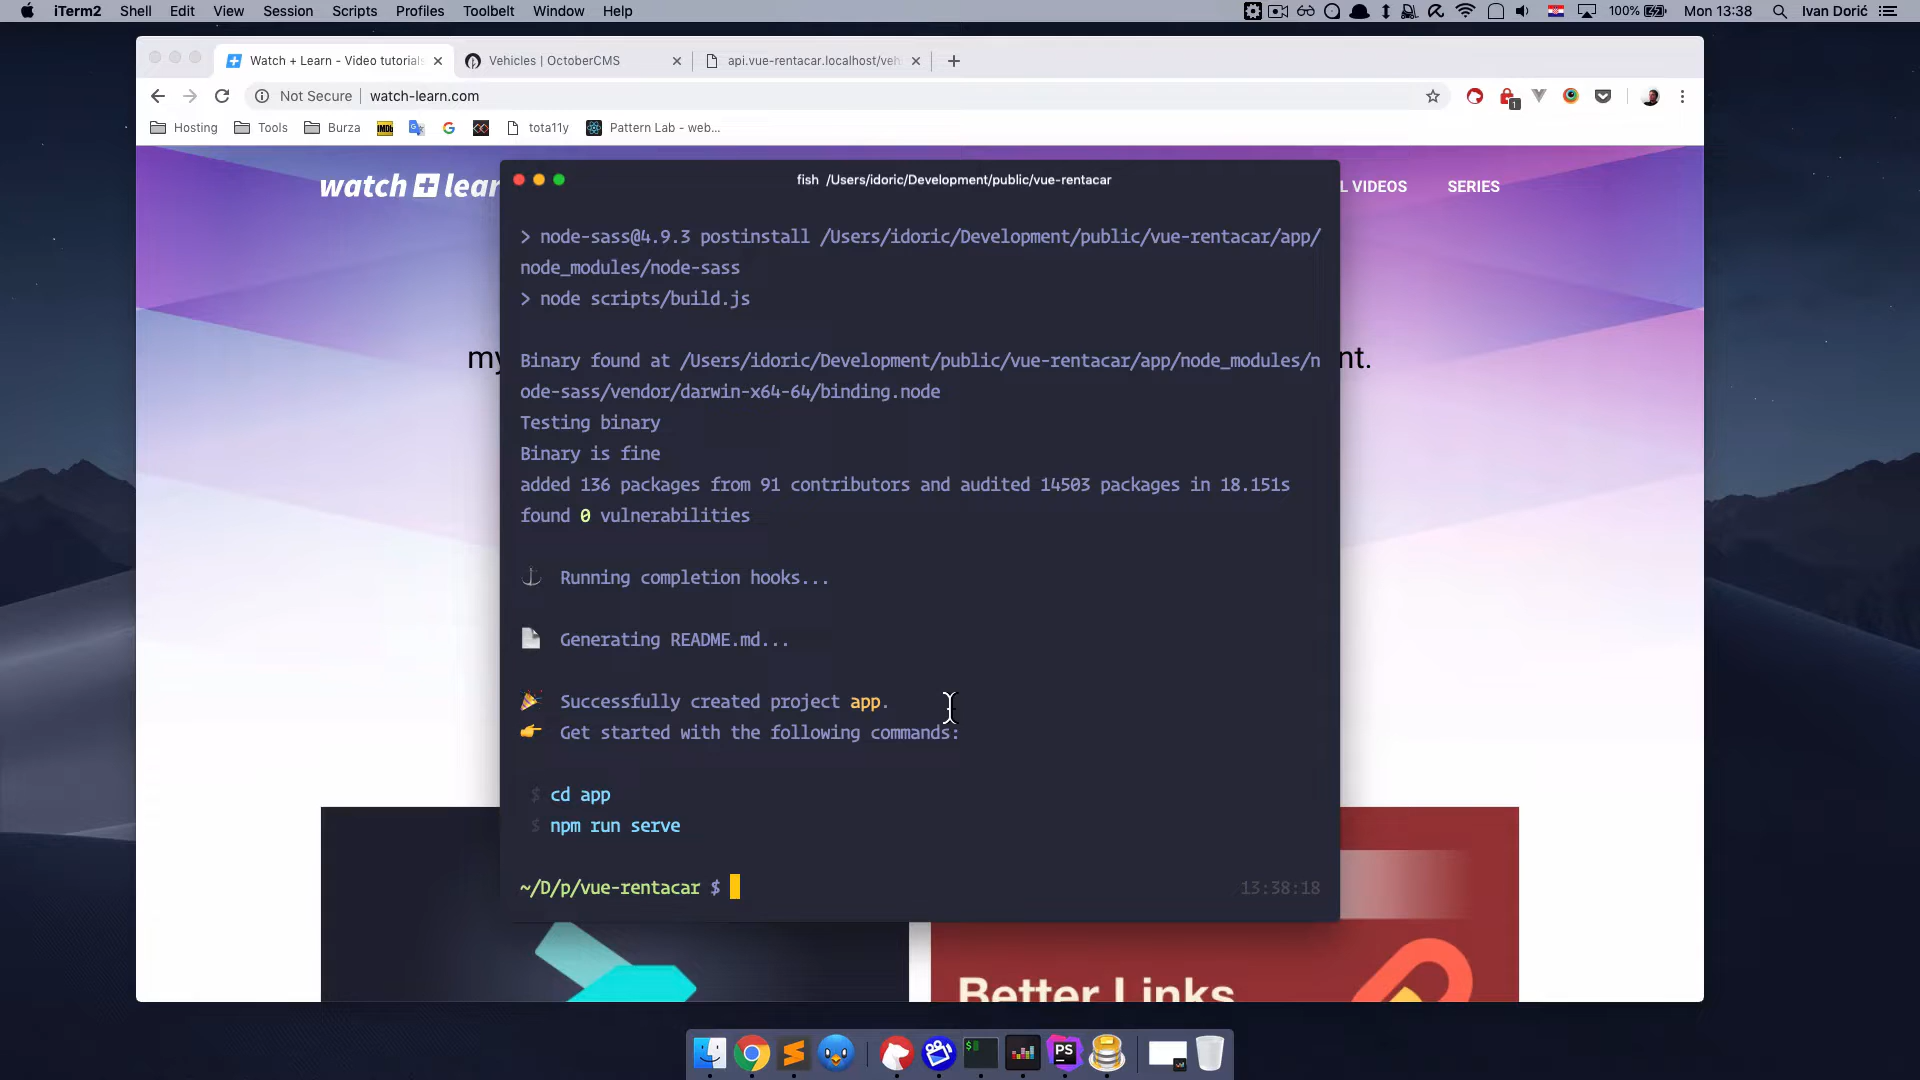 iTerm2 Shell Edit View Session Scripts Profiles Toolbelt Window Help 100% Mon 13:38 Ivan Dorić
Watch + Learn - Video tutorials Vehicles | OctoberCMS api.vue-rentacar.localhost/veh
Not Secure watch-learn.com
1
Hosting Tools Burza IMDb G tota11y Pattern Lab - web...
fish /Users/idoric/Development/public/vue-rentacar
watch + lear L VIDEOS SERIES
> node-sass@4.9.3 postinstall /Users/idoric/Development/public/vue-rentacar/app/
node_modules/node-sass
> node scripts/build.js
my nt.
Binary found at /Users/idoric/Development/public/vue-rentacar/app/node_modules/n
ode-sass/vendor/darwin-x64-64/binding.node
Testing binary
Binary is fine
added 136 packages from 91 contributors and audited 14503 packages in 18.151s
found 0 vulnerabilities
Running completion hooks...
Generating README.md...
Successfully created project app.
Get started with the following commands:
$ cd app
$ npm run serve
~/D/p/vue-rentacar $ 13:38:18
Better Links
PS